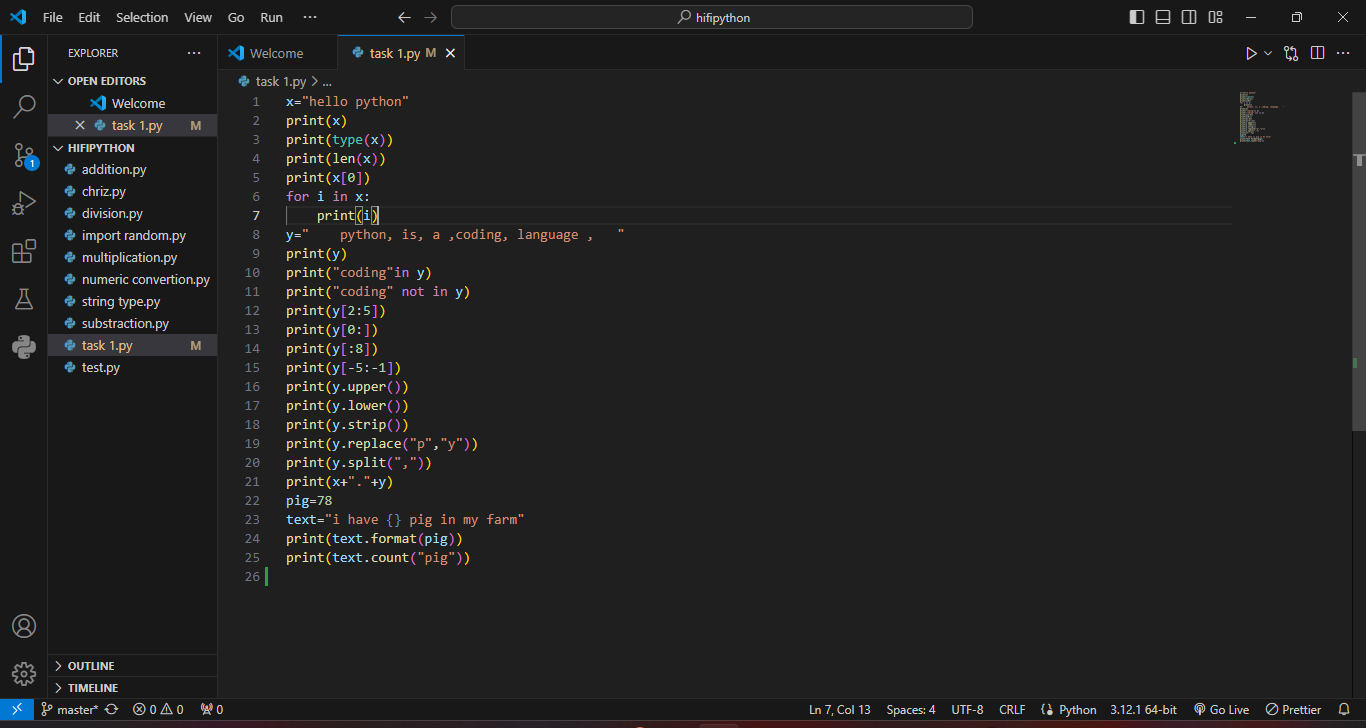 File Edit Selection View Go Run ··· hifipython
EXPLORER ···
OPEN EDITORS
Welcome
task 1.py M
HIFIPYTHON
addition.py
chriz.py
division.py
import random.py
multiplication.py
numeric convertion.py
string type.py
substraction.py
task 1.py M
test.py
OUTLINE
TIMELINE
1
Welcome task 1.py M
task 1.py > ...
1 x="hello python"
2 print(x)
3 print(type(x))
4 print(len(x))
5 print(x[0])
6 for i in x:
7     print(i)
8 y="    python, is, a ,coding, language ,   "
9 print(y)
10 print("coding"in y)
11 print("coding" not in y)
12 print(y[2:5])
13 print(y[0:])
14 print(y[:8])
15 print(y[-5:-1])
16 print(y.upper())
17 print(y.lower())
18 print(y.strip())
19 print(y.replace("p","y"))
20 print(y.split(","))
21 print(x+"."+y)
22 pig=78
23 text="i have {} pig in my farm"
24 print(text.format(pig))
25 print(text.count("pig"))
26
master* 0 0 0 Ln 7, Col 13 Spaces: 4 UTF-8 CRLF Python 3.12.1 64-bit Go Live Prettier